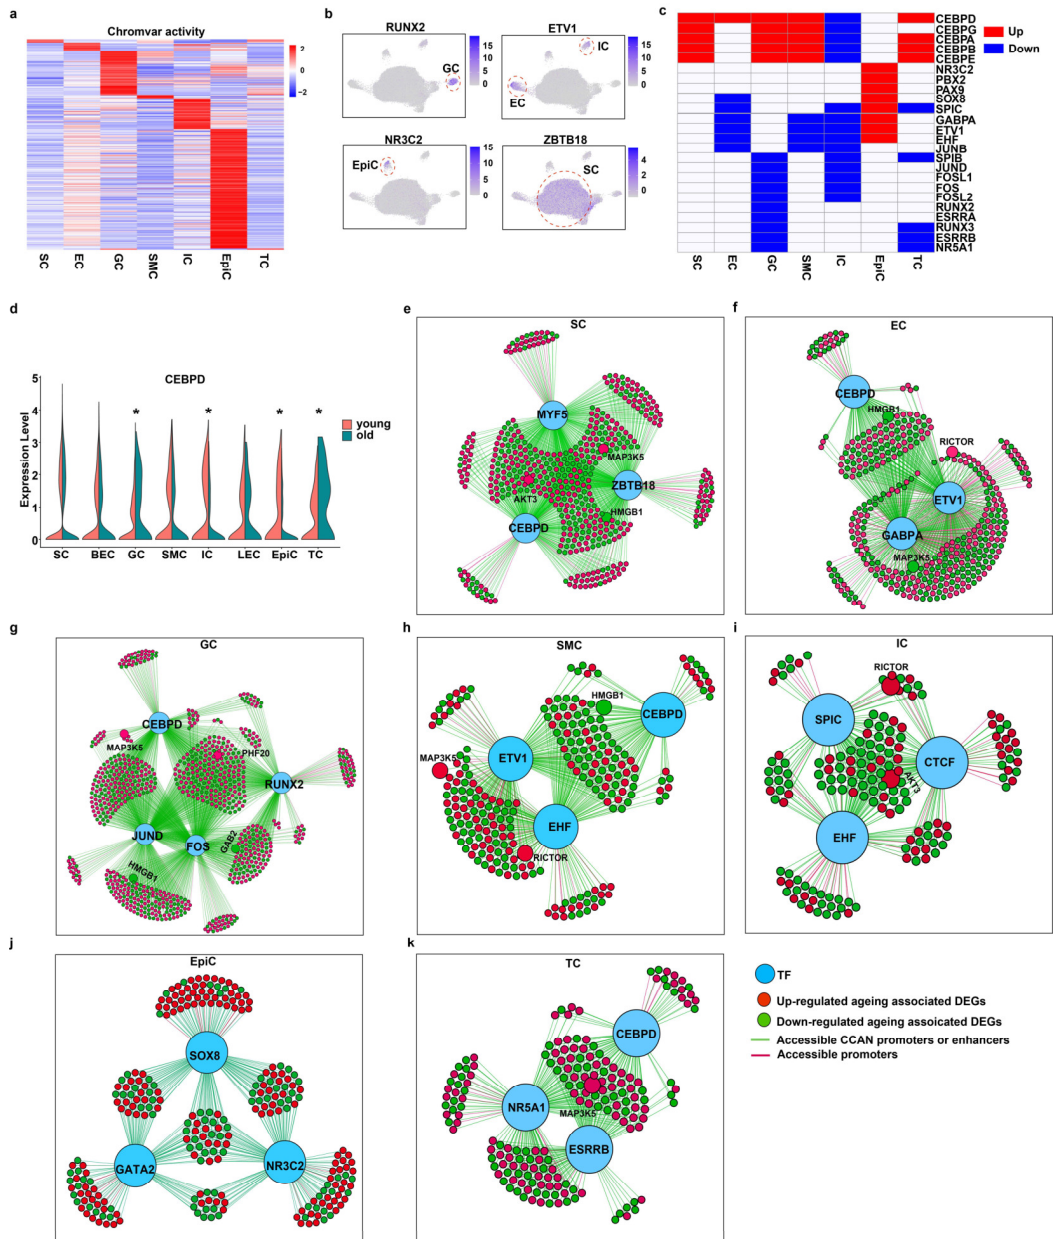 a
Chromvar activity
2
1
0
−1
−2
SC
EC
GC
SMC
IC
EpiC
TC
b
RUNX2
15
10
5
0
GC
ETV1
15
10
5
0
IC
EC
NR3C2
15
10
5
0
EpiC
ZBTB18
4
2
0
SC
c
CEBPD
CEBPG
CEBPA
CEBPB
CEBPE
NR3C2
PBX2
PAX9
SOX8
SPIC
GABPA
ETV1
EHF
JUNB
SPIB
JUND
FOSL1
FOS
FOSL2
RUNX2
ESRRA
RUNX3
ESRRB
NR5A1
SC
EC
GC
SMC
IC
EpiC
TC
Up
Down
d
CEBPD
Expression Level
5
4
3
2
1
0
* * * *
SC BEC GC SMC IC LEC EpiC TC
young
old
e
SC
MYF5
MAP3K5
ZBTB18
AKT3
HMGB1
CEBPD
f
EC
CEBPD
HMGB1
RICTOR
ETV1
GABPA
MAP3K5
g
GC
CEBPD
MAP3K5
PHF20
RUNX2
JUND
FOS
GAB2
HMGB1
h
SMC
HMGB1
CEBPD
MAP3K5
ETV1
EHF
RICTOR
i
IC
RICTOR
SPIC
CTCF
AKT3
EHF
j
EpiC
SOX8
GATA2
NR3C2
k
TC
CEBPD
NR5A1
MAP3K5
ESRRB
TF
Up-regulated ageing associated DEGs
Down-regulated ageing assoicated DEGs
Accessible CCAN promoters or enhancers
Accessible promoters